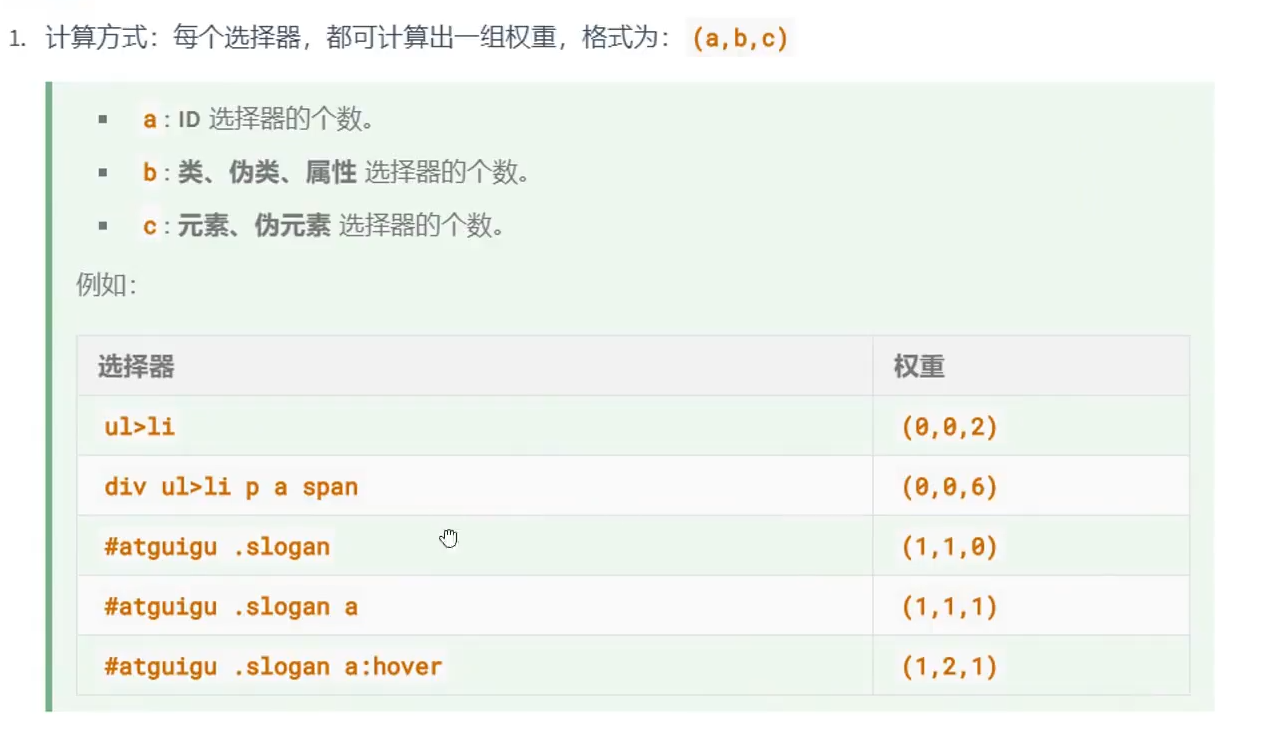 1. 计算方式：每个选择器，都可计算出一组权重，格式为： (a,b,c)
▪ a : ID 选择器的个数。
▪ b : 类、伪类、属性 选择器的个数。
▪ c : 元素、伪元素 选择器的个数。
例如：
选择器 权重
ul>li (0,0,2)
div ul>li p a span (0,0,6)
#atguigu .slogan (1,1,0)
#atguigu .slogan a (1,1,1)
#atguigu .slogan a:hover (1,2,1)